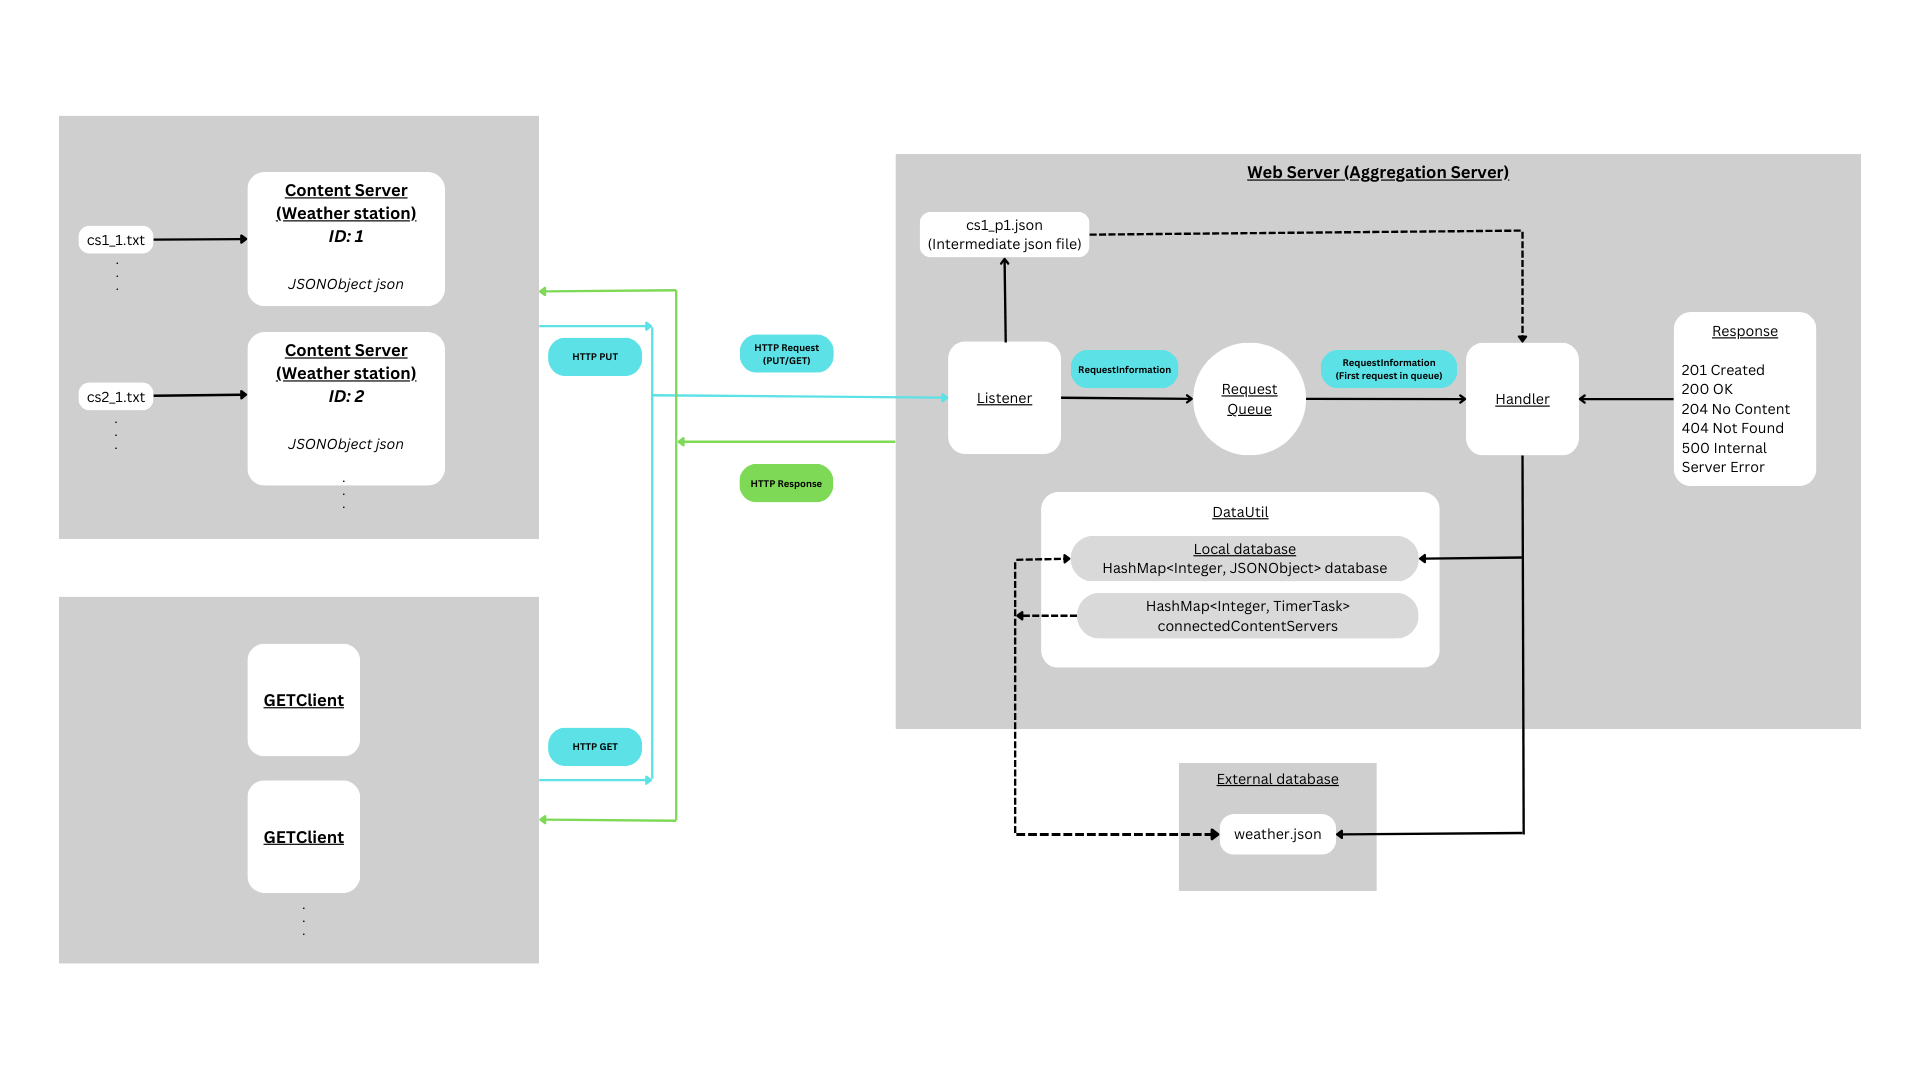 Content Server
(Weather station)
ID: 1
JSONObject json
cs1_1.txt
.
.
.
Content Server
(Weather station)
ID: 2
JSONObject json
cs2_1.txt
.
.
.
.
.
.
HTTP PUT
HTTP Request
(PUT/GET)
HTTP Response
GETClient
GETClient
.
.
.
HTTP GET
Web Server (Aggregation Server)
cs1_p1.json
(Intermediate json file)
Listener
RequestInformation
Request
Queue
RequestInformation
(First request in queue)
Handler
Response
201 Created
200 OK
204 No Content
404 Not Found
500 Internal
Server Error
DataUtil
Local database
HashMap<Integer, JSONObject> database
HashMap<Integer, TimerTask>
connectedContentServers
External database
weather.json